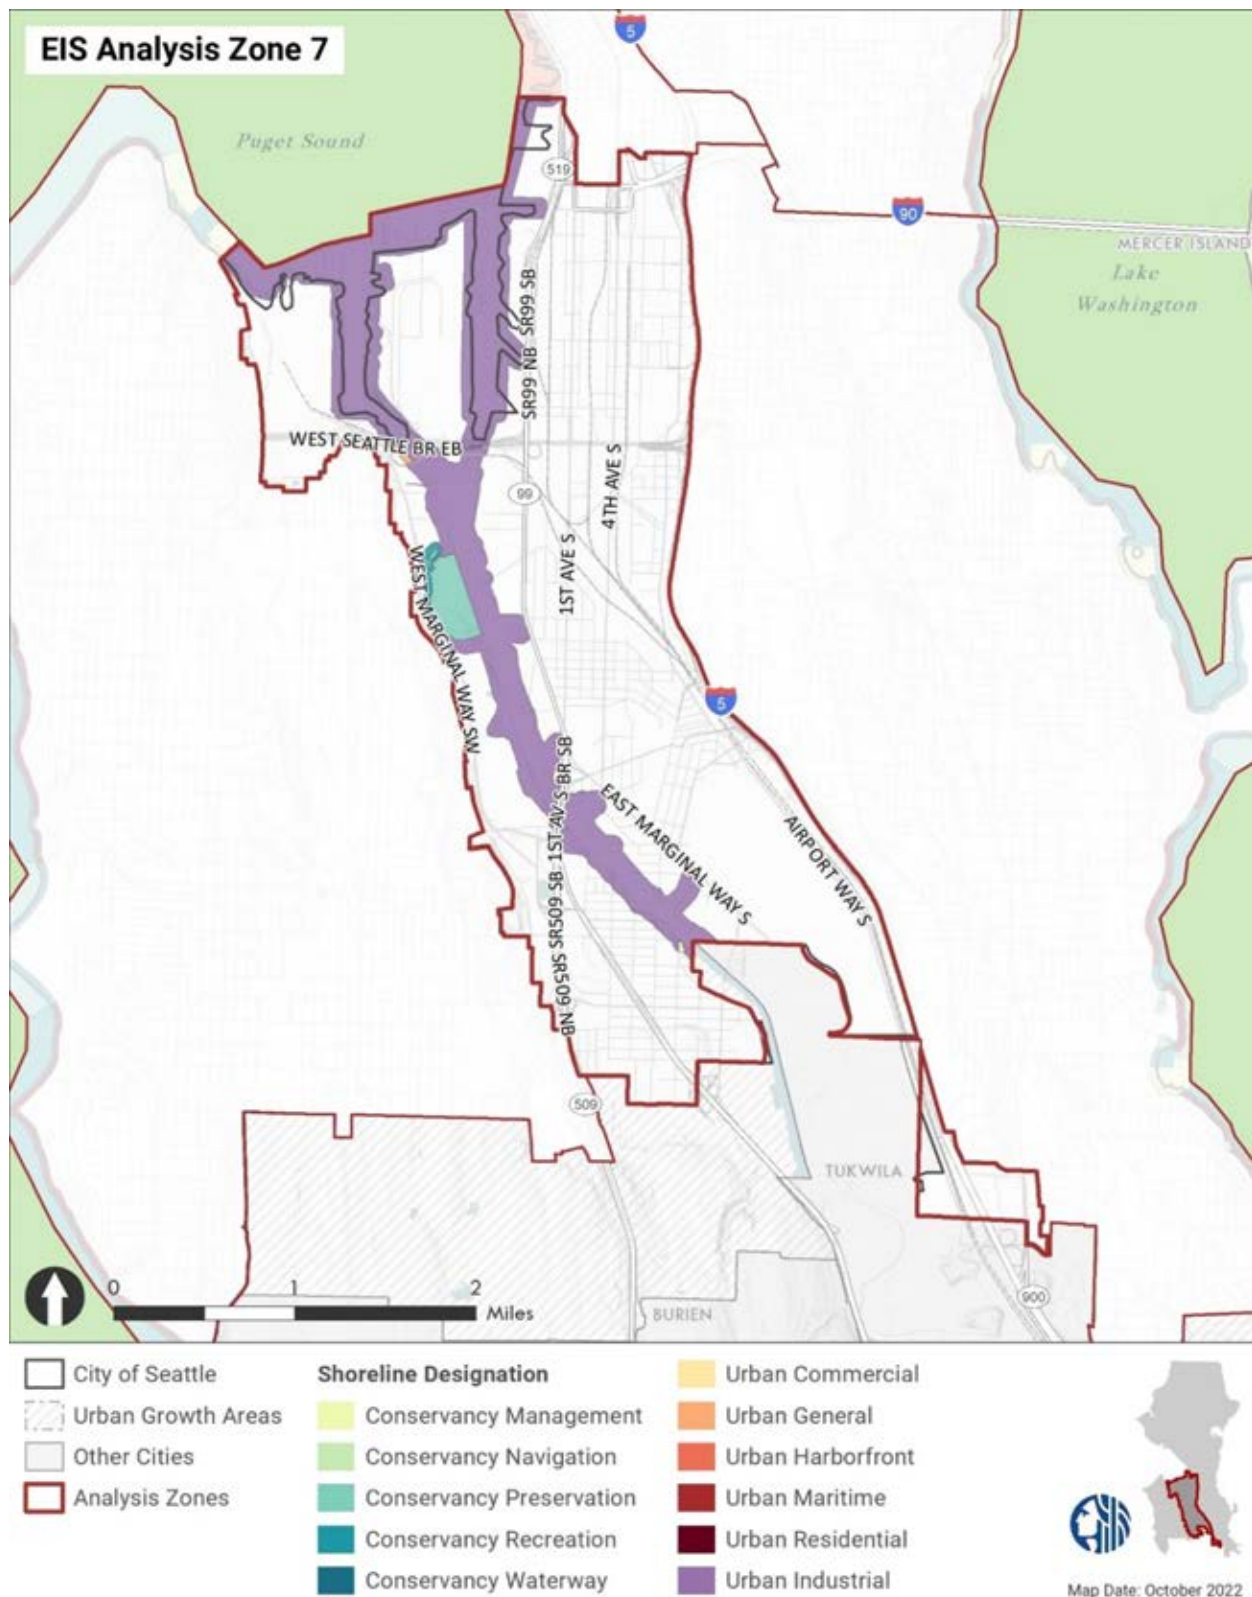 EIS Analysis Zone 7
5
Puget Sound
519
90
MERCER ISLAND
Lake
Washington
SR99 NB SR99 SB
WEST SEATTLE BR EB
99
4TH AVE S
1ST AVE S
WEST MARGINAL WAY SW
5
SR509 NB SR509 SB 1ST AV S BR SB
EAST MARGINAL WAY S
AIRPORT WAY S
509
TUKWILA
0 1 2
Miles
BURIEN
900
City of Seattle
Urban Growth Areas
Other Cities
Analysis Zones
Shoreline Designation
Conservancy Management
Conservancy Navigation
Conservancy Preservation
Conservancy Recreation
Conservancy Waterway
Urban Commercial
Urban General
Urban Harborfront
Urban Maritime
Urban Residential
Urban Industrial
Map Date: October 2022